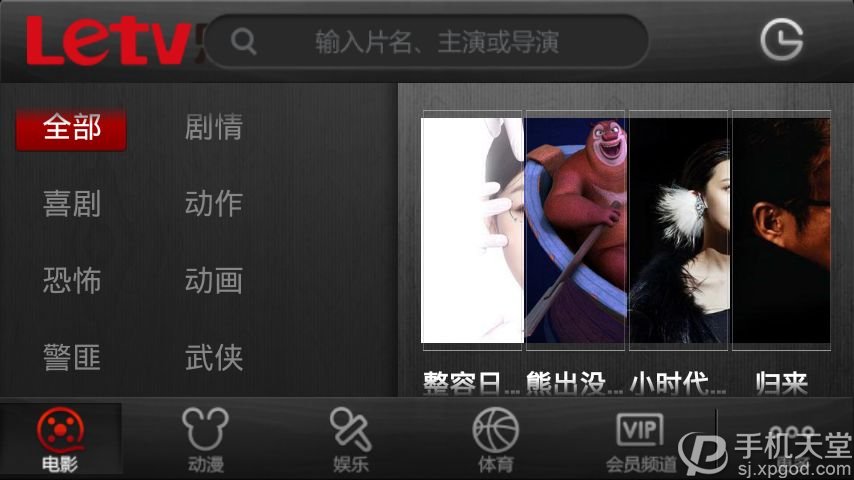 Letv
输入片名、主演或导演
全部 剧情
喜剧 动作
恐怖 动画
警匪 武侠
整容日... 熊出没... 小时代... 归来
电影 动漫 娱乐 体育 VIP 会员频道
手机天堂
sj.xpgod.com